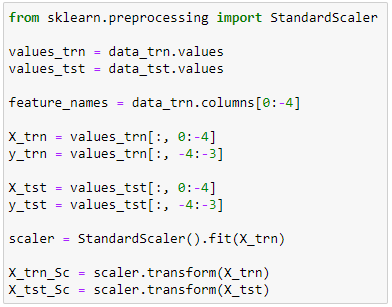 from sklearn.preprocessing import StandardScaler
values_trn = data_trn.values
values_tst = data_tst.values
feature_names = data_trn.columns[0:-4]
X_trn = values_trn[:, 0:-4]
y_trn = values_trn[:, -4:-3]
X_tst = values_tst[:, 0:-4]
y_tst = values_tst[:, -4:-3]
scaler = StandardScaler().fit(X_trn)
X_trn_Sc = scaler.transform(X_trn)
X_tst_Sc = scaler.transform(X_tst)